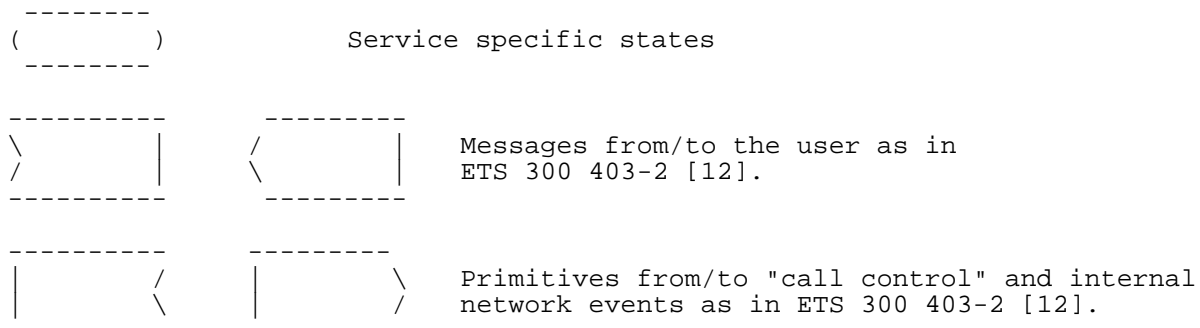 Service specific states
Messages from/to the user as in
ETS 300 403-2 [12].
Primitives from/to "call control" and internal
network events as in ETS 300 403-2 [12].